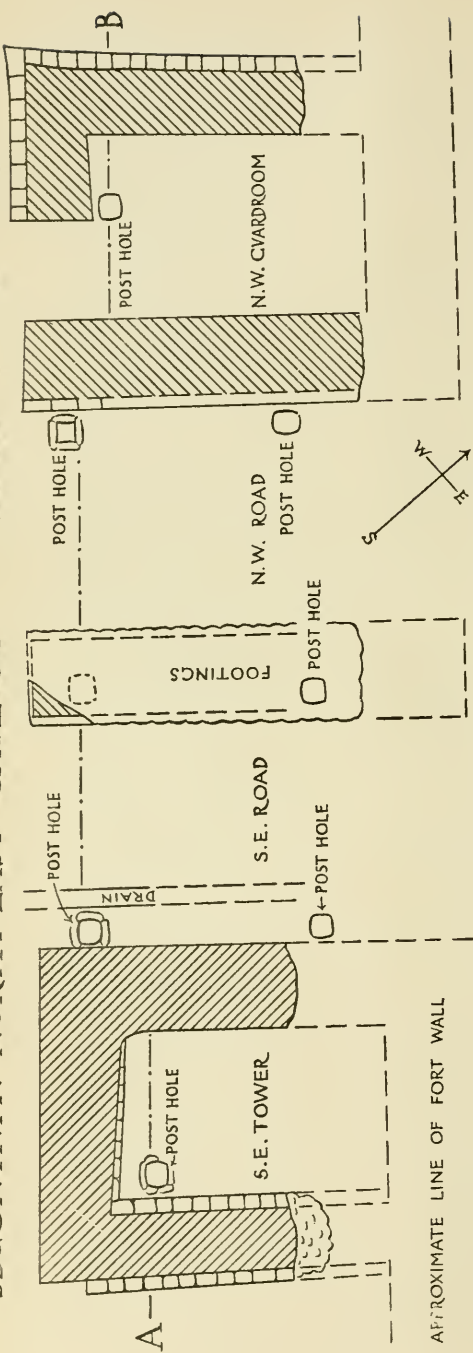 B
POST HOLE
POST HOLE
POST HOLE
A
POST HOLE
DRAIN
FOOTINGS
S.E. TOWER
S.E. ROAD
N.W. ROAD
N.W. GVARDROOM
POST HOLE
POST HOLE
POST HOLE
S
W
E
APPROXIMATE LINE OF FORT WALL